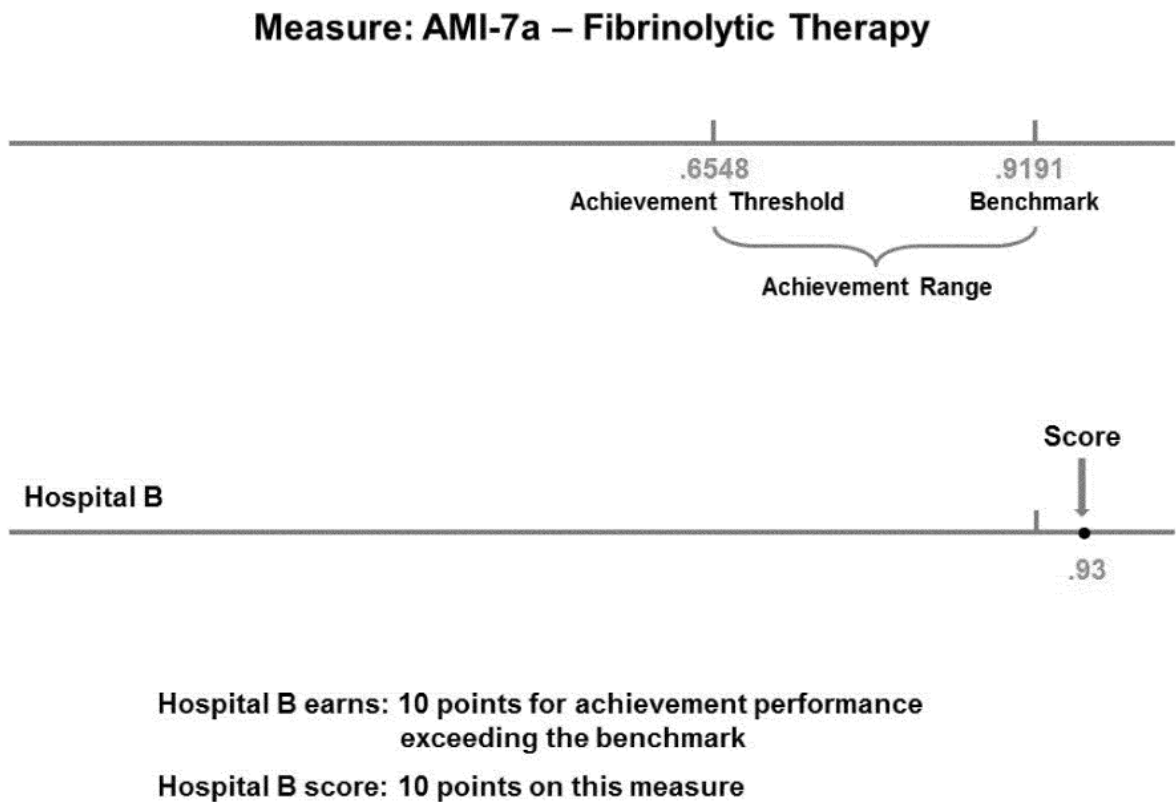 Measure: AMI-7a – Fibrinolytic Therapy
.6548 .9191
Achievement Threshold Benchmark
Achievement Range
Score
Hospital B
.93
Hospital B earns: 10 points for achievement performance
exceeding the benchmark
Hospital B score: 10 points on this measure